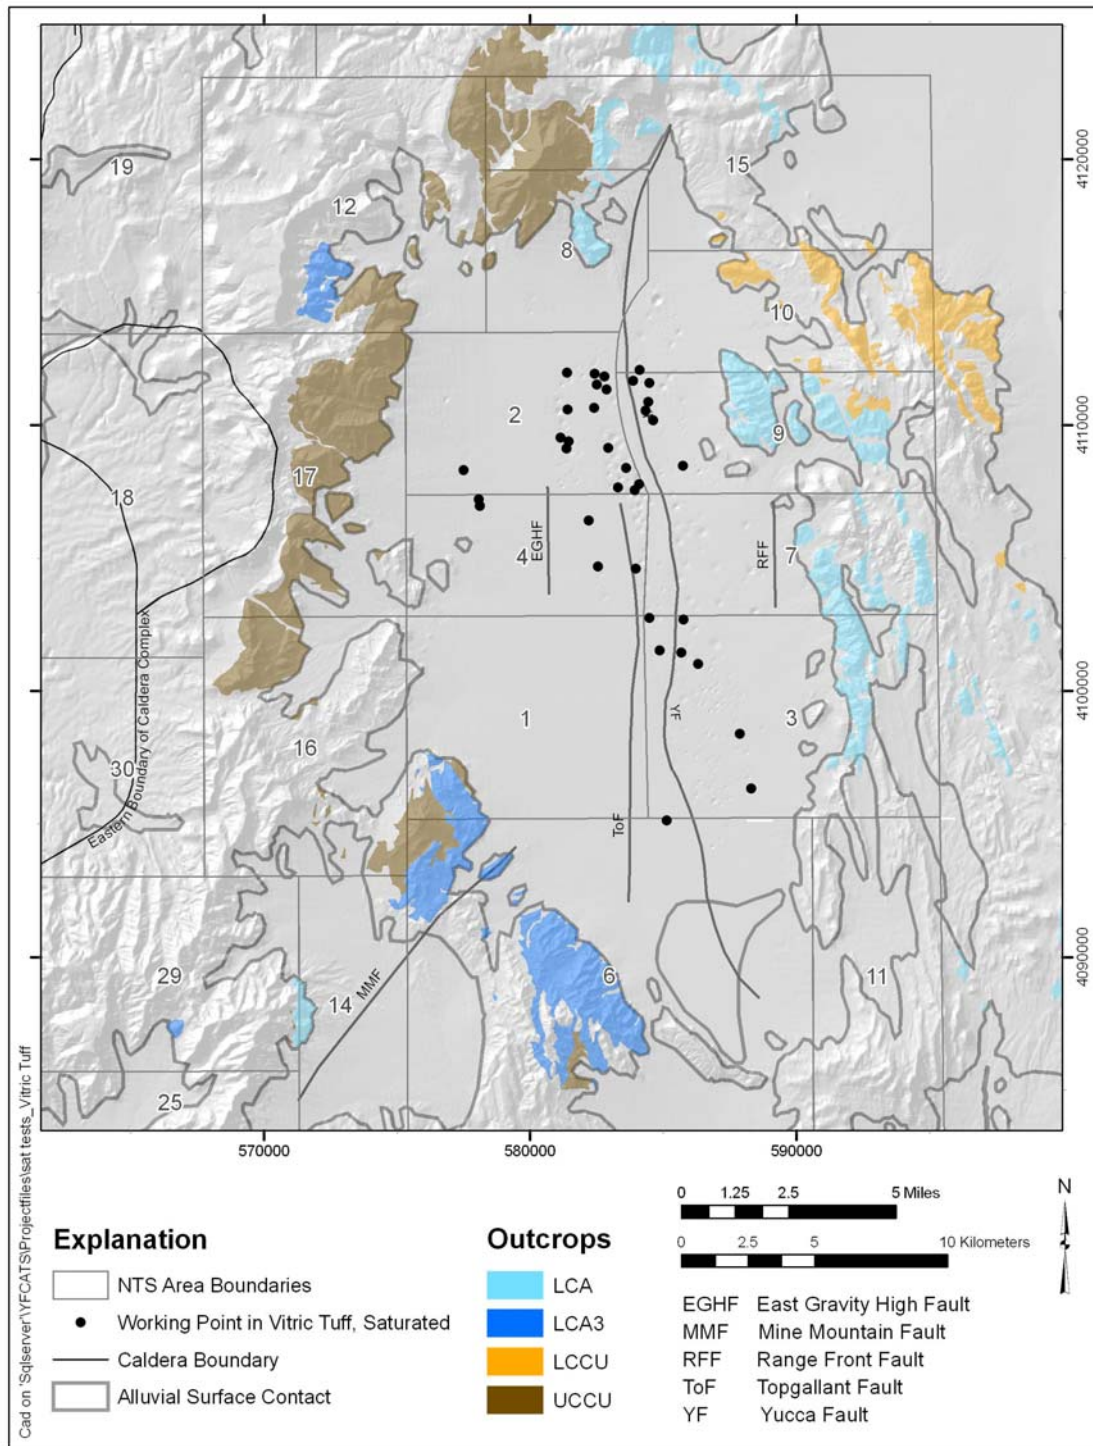 19
12
15
8
10
2
9
17
18
4
EGHF
RFF
7
Eastern Boundary of Caldera Complex
1
YF
3
16
30
ToF
29
14
MMF
6
11
25
4120000
4110000
4100000
4090000
570000
580000
590000
Cad on 'Sqlserver'\YFCATS\Projectfiles\sat tests_Vitric Tuff
Explanation
NTS Area Boundaries
Working Point in Vitric Tuff, Saturated
Caldera Boundary
Alluvial Surface Contact
Outcrops
LCA
LCA3
LCCU
UCCU
0 1.25 2.5 5 Miles
0 2.5 5 10 Kilometers
N
EGHF East Gravity High Fault
MMF Mine Mountain Fault
RFF Range Front Fault
ToF Topgallant Fault
YF Yucca Fault